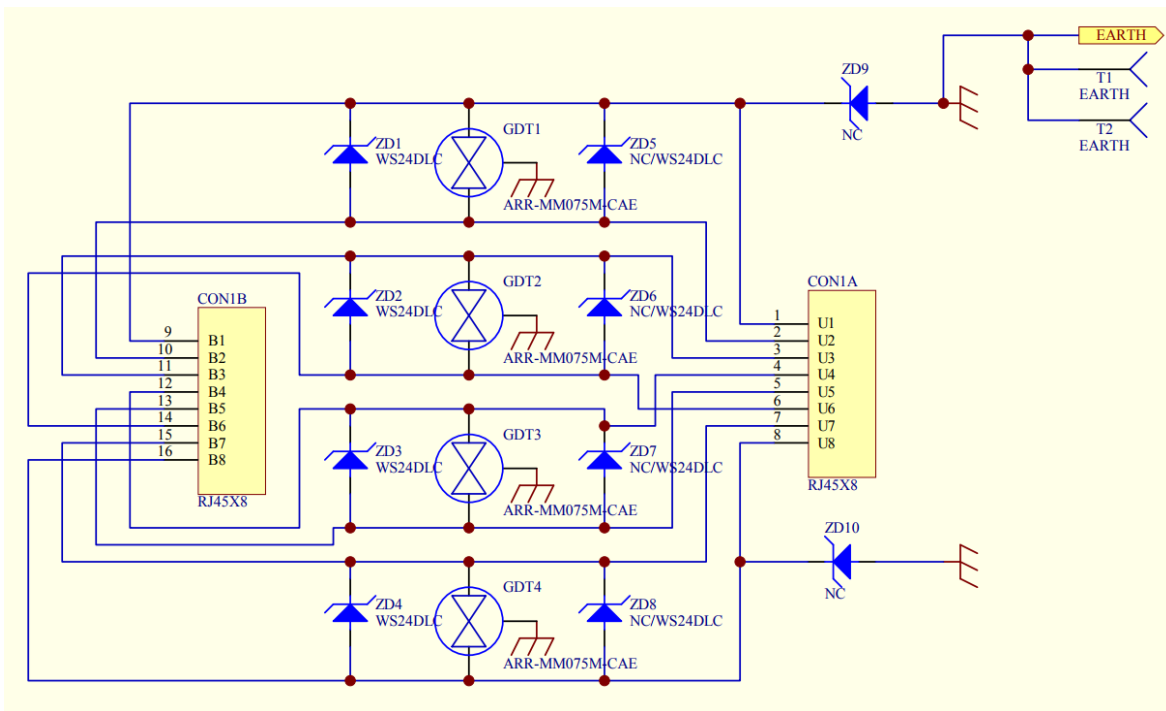 EARTH
ZD9
T1
EARTH
NC
T2
EARTH
GDT1
ZD1
WS24DLC
ZD5
NC/WS24DLC
ARR-MM075M-CAE
GDT2
ZD2
WS24DLC
ZD6
NC/WS24DLC
ARR-MM075M-CAE
CON1B
9 B1
10 B2
11 B3
12 B4
13 B5
14 B6
15 B7
16 B8
RJ45X8
CON1A
1 U1
2 U2
3 U3
4 U4
5 U5
6 U6
7 U7
8 U8
RJ45X8
GDT3
ZD3
WS24DLC
ZD7
NC/WS24DLC
ARR-MM075M-CAE
ZD10
NC
GDT4
ZD4
WS24DLC
ZD8
NC/WS24DLC
ARR-MM075M-CAE